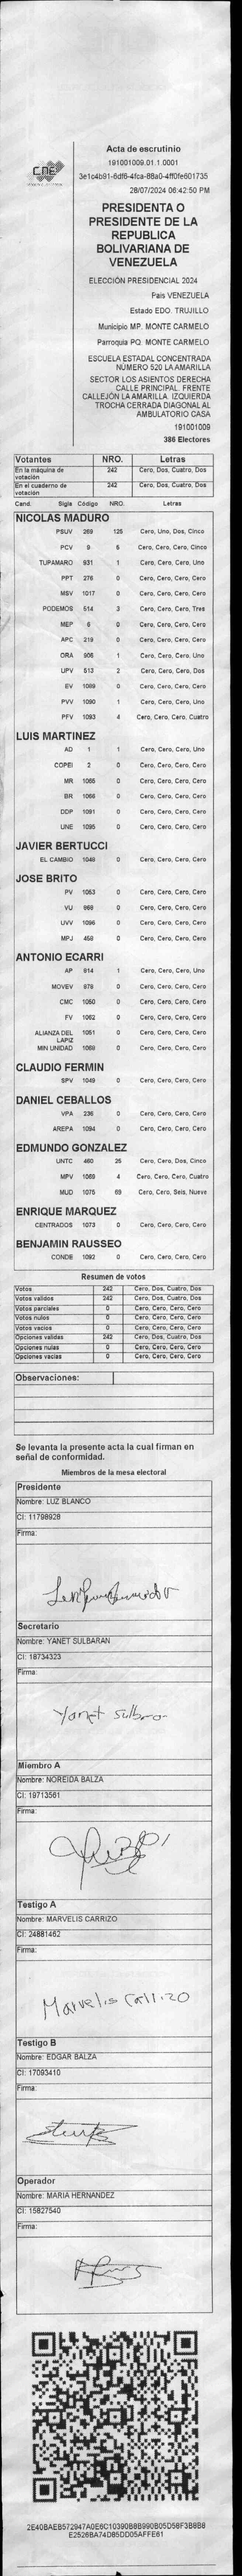 CNE
Acta de escrutinio
191001009.01.1.0001
3e1c4b91-6df6-4fca-88a0-4ff0fe601735
28/07/2024 06:42:50 PM
PRESIDENTA O
PRESIDENTE DE LA
REPUBLICA
BOLIVARIANA DE
VENEZUELA
ELECCIÓN PRESIDENCIAL 2024
País VENEZUELA
Estado EDO. TRUJILLO
Municipio MP. MONTE CARMELO
Parroquia PQ. MONTE CARMELO
ESCUELA ESTADAL CONCENTRADA
NÚMERO 520 LA AMARILLA
SECTOR LOS ASIENTOS DERECHA
CALLE PRINCIPAL. FRENTE
CALLEJÓN LA AMARILLA. IZQUIERDA
TROCHA CERRADA DIAGONAL AL
AMBULATORIO CASA
191001009
386 Electores
Votantes NRO. Letras
En la máquina de votación 242 Cero, Dos, Cuatro, Dos
En el cuaderno de votación 242 Cero, Dos, Cuatro, Dos
Cand. Sigla Código NRO. Letras
NICOLAS MADURO
PSUV 269 125 Cero, Uno, Dos, Cinco
PCV 9 5 Cero, Cero, Cero, Cinco
TUPAMARO 931 1 Cero, Cero, Cero, Uno
PPT 276 0 Cero, Cero, Cero, Cero
MSV 1017 0 Cero, Cero, Cero, Cero
PODEMOS 514 3 Cero, Cero, Cero, Tres
MEP 6 0 Cero, Cero, Cero, Cero
APC 219 0 Cero, Cero, Cero, Cero
ORA 906 1 Cero, Cero, Cero, Uno
UPV 513 2 Cero, Cero, Cero, Dos
EV 1089 0 Cero, Cero, Cero, Cero
PVV 1090 1 Cero, Cero, Cero, Uno
PFV 1093 4 Cero, Cero, Cero, Cuatro
LUIS MARTINEZ
AD 1 1 Cero, Cero, Cero, Uno
COPEI 2 0 Cero, Cero, Cero, Cero
MR 1065 0 Cero, Cero, Cero, Cero
BR 1066 0 Cero, Cero, Cero, Cero
DDP 1091 0 Cero, Cero, Cero, Cero
UNE 1095 0 Cero, Cero, Cero, Cero
JAVIER BERTUCCI
EL CAMBIO 1048 0 Cero, Cero, Cero, Cero
JOSE BRITO
PV 1053 0 Cero, Cero, Cero, Cero
VU 868 0 Cero, Cero, Cero, Cero
UVV 1096 0 Cero, Cero, Cero, Cero
MPJ 458 0 Cero, Cero, Cero, Cero
ANTONIO ECARRI
AP 814 1 Cero, Cero, Cero, Uno
MOVEV 978 0 Cero, Cero, Cero, Cero
CMC 1050 0 Cero, Cero, Cero, Cero
FV 1062 0 Cero, Cero, Cero, Cero
ALIANZA DEL LAPIZ 1051 0 Cero, Cero, Cero, Cero
MIN UNIDAD 1068 0 Cero, Cero, Cero, Cero
CLAUDIO FERMIN
SPV 1049 0 Cero, Cero, Cero, Cero
DANIEL CEBALLOS
VPA 236 0 Cero, Cero, Cero, Cero
AREPA 1094 0 Cero, Cero, Cero, Cero
EDMUNDO GONZALEZ
UNTC 460 25 Cero, Cero, Dos, Cinco
MPV 1069 4 Cero, Cero, Cero, Cuatro
MUD 1075 69 Cero, Cero, Seis, Nueve
ENRIQUE MARQUEZ
CENTRADOS 1073 0 Cero, Cero, Cero, Cero
BENJAMIN RAUSSEO
CONDE 1092 0 Cero, Cero, Cero, Cero
Resumen de votos
Votos 242 Cero, Dos, Cuatro, Dos
Votos validos 242 Cero, Dos, Cuatro, Dos
Votos parciales 0 Cero, Cero, Cero, Cero
Votos nulos 0 Cero, Cero, Cero, Cero
Votos vacios 0 Cero, Cero, Cero, Cero
Opciones validas 242 Cero, Dos, Cuatro, Dos
Opciones nulas 0 Cero, Cero, Cero, Cero
Opciones vacias 0 Cero, Cero, Cero, Cero
Observaciones:
Se levanta la presente acta la cual firman en
señal de conformidad.
Miembros de la mesa electoral
Presidente
Nombre: LUZ BLANCO
CI: 11798928
Firma:
Secretario
Nombre: YANET SULBARAN
CI: 18734323
Firma:
Yanet Sulbaran
Miembro A
Nombre: NOREIDA BALZA
CI: 19713561
Firma:
Testigo A
Nombre: MARVELIS CARRIZO
CI: 24881462
Firma:
Marvelis Carrizo
Testigo B
Nombre: EDGAR BALZA
CI: 17093410
Firma:
Operador
Nombre: MARIA HERNANDEZ
CI: 15827540
Firma:
2E40BAEB572947A0E6C10390B8B990B05D58F3B8B8
E2526BA74D85DD05AFFE61